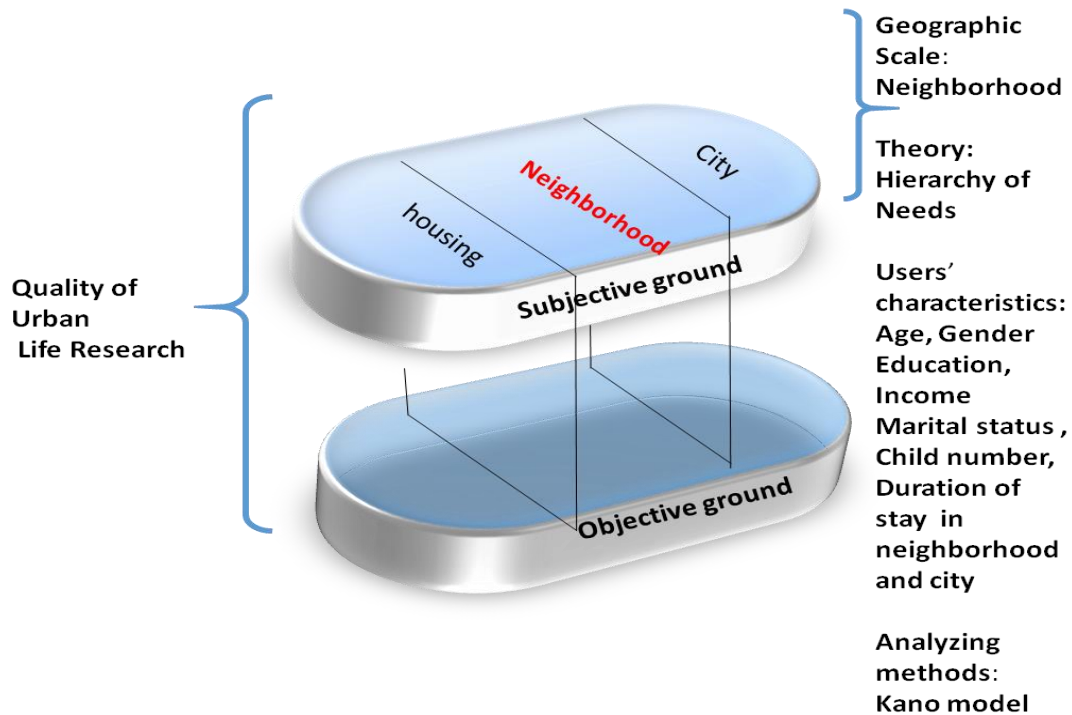 Quality of
Urban
Life Research
housing
Neighborhood
City
Subjective ground
Objective ground
Geographic
Scale:
Neighborhood
Theory:
Hierarchy of
Needs
Users’
characteristics:
Age, Gender
Education,
Income
Marital status ,
Child number,
Duration of
stay in
neighborhood
and city
Analyzing
methods:
Kano model